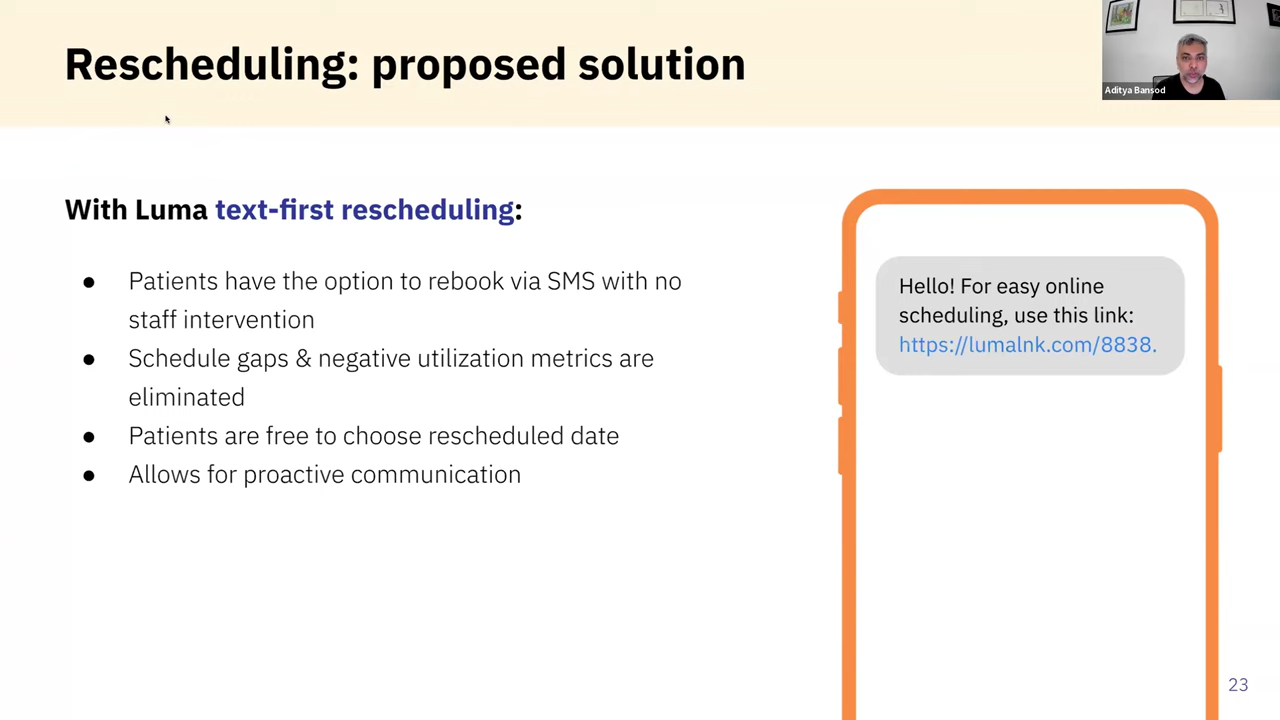 Rescheduling: proposed solution
Aditya Bansod
With Luma text-first rescheduling:
● Patients have the option to rebook via SMS with no
staff intervention
● Schedule gaps & negative utilization metrics are
eliminated
● Patients are free to choose rescheduled date
● Allows for proactive communication
Hello! For easy online
scheduling, use this link:
https://lumalnk.com/8838.
23